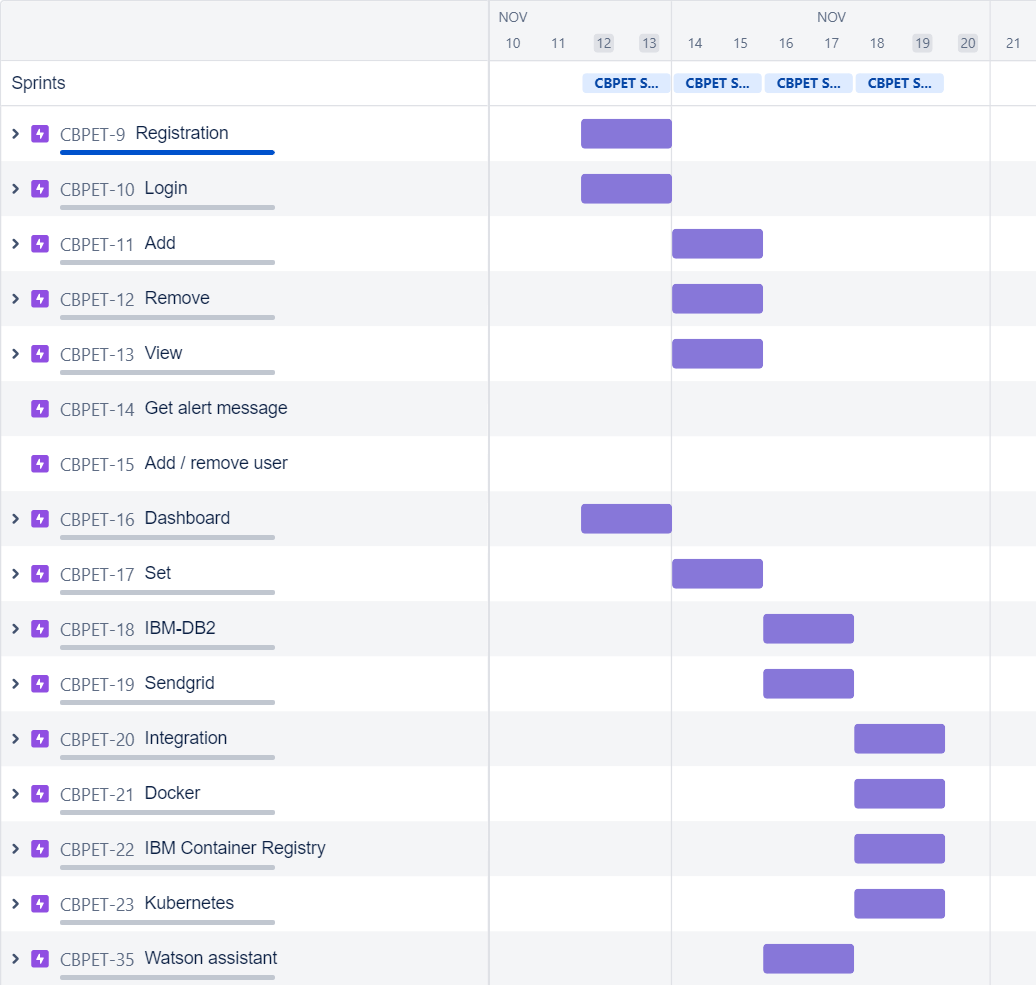 NOV NOV
10 11 12 13 14 15 16 17 18 19 20 21
Sprints CBPET S... CBPET S... CBPET S... CBPET S...
CBPET-9 Registration
CBPET-10 Login
CBPET-11 Add
CBPET-12 Remove
CBPET-13 View
CBPET-14 Get alert message
CBPET-15 Add / remove user
CBPET-16 Dashboard
CBPET-17 Set
CBPET-18 IBM-DB2
CBPET-19 Sendgrid
CBPET-20 Integration
CBPET-21 Docker
CBPET-22 IBM Container Registry
CBPET-23 Kubernetes
CBPET-35 Watson assistant